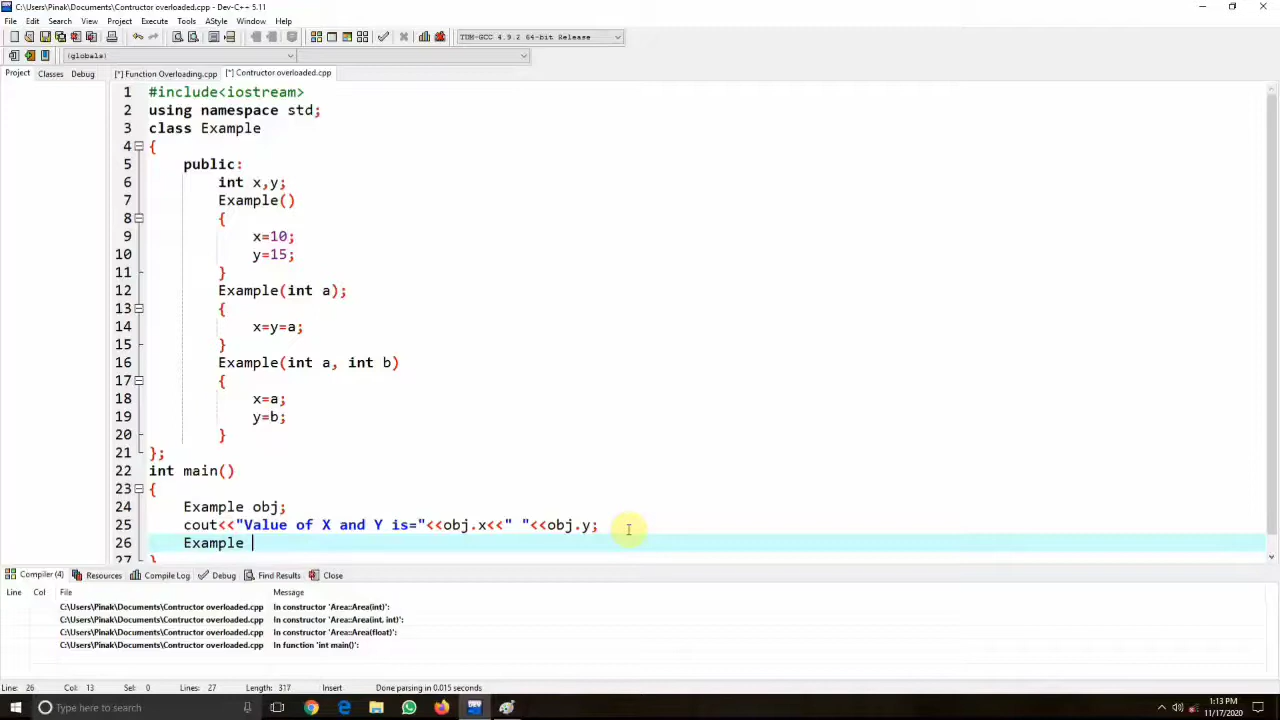 C:\Users\Pinak\Documents\Contructor overloaded.cpp - Dev-C++ 5.11
File Edit Search View Project Execute Tools AStyle Window Help
TDM-GCC 4.9.2 64-bit Release
(globals)
Project Classes Debug [*] Function Overloading.cpp [*] Contructor overloaded.cpp
1 #include<iostream>
2 using namespace std;
3 class Example
4 {
5 public:
6 int x,y;
7 Example()
8 {
9 x=10;
10 y=15;
11 }
12 Example(int a);
13 {
14 x=y=a;
15 }
16 Example(int a, int b)
17 {
18 x=a;
19 y=b;
20 }
21 };
22 int main()
23 {
24 Example obj;
25 cout<<"Value of X and Y is="<<obj.x<<" "<<obj.y;
26 Example
27 }
Compiler (4) Resources Compile Log Debug Find Results Close
Line Col File Message
C:\Users\Pinak\Documents\Contructor overloaded.cpp In constructor 'Area::Area(int)':
C:\Users\Pinak\Documents\Contructor overloaded.cpp In constructor 'Area::Area(int, int)':
C:\Users\Pinak\Documents\Contructor overloaded.cpp In constructor 'Area::Area(float)':
C:\Users\Pinak\Documents\Contructor overloaded.cpp In function 'int main()':
Line: 26 Col: 13 Sel: 0 Lines: 27 Length: 317 Insert Done parsing in 0.015 seconds
Type here to search
1:13 PM
11/17/2020